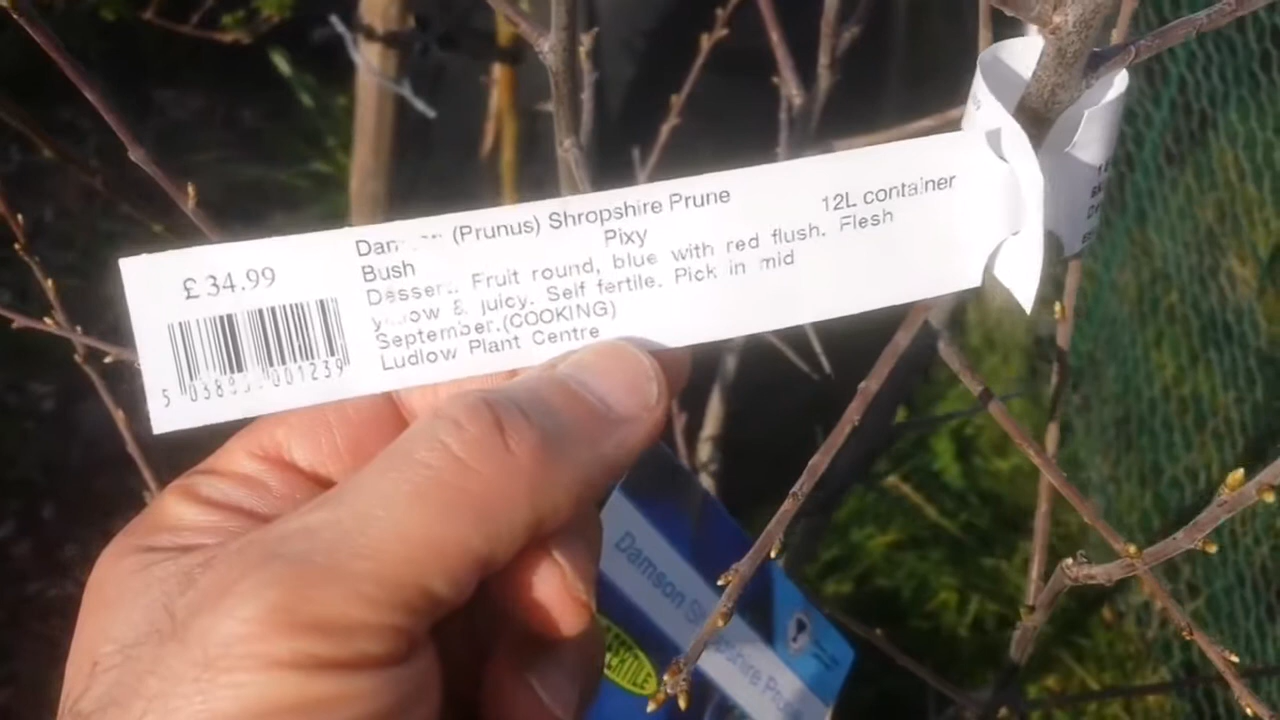 £34.99
(Prunus) Shropshire Prune 12L container
Pixy
Bush
Fruit round, blue with red flush. Flesh
& juicy. Self fertile. Pick in mid
September.(COOKING)
Ludlow Plant Centre
001239
Damson